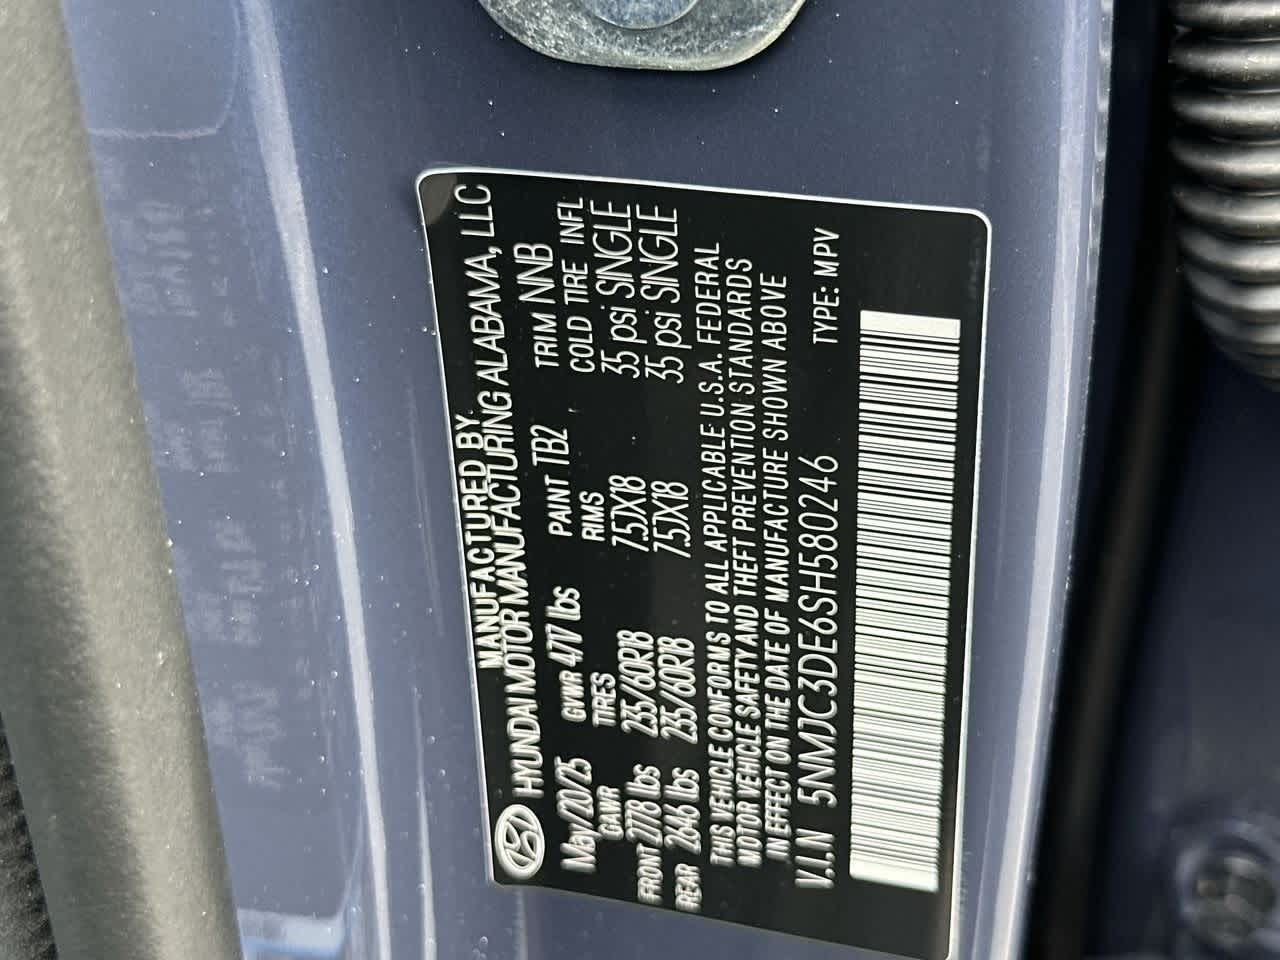 MANUFACTURED BY
HYUNDAI MOTOR MANUFACTURING ALABAMA, LLC
May/20/25 GVWR 4717 lbs PAINT TB2 TRIM NNB
GAWR TIRES RIMS COLD TIRE INFL
FRONT 2778 lbs 235/60R18 7.5JX18 35 psi SINGLE
REAR 2646 lbs 235/60R18 7.5JX18 35 psi SINGLE
THIS VEHICLE CONFORMS TO ALL APPLICABLE U.S.A. FEDERAL
MOTOR VEHICLE SAFETY AND THEFT PREVENTION STANDARDS
IN EFFECT ON THE DATE OF MANUFACTURE SHOWN ABOVE
V.I.N 5NMJC3DE6SH580246 TYPE: MPV